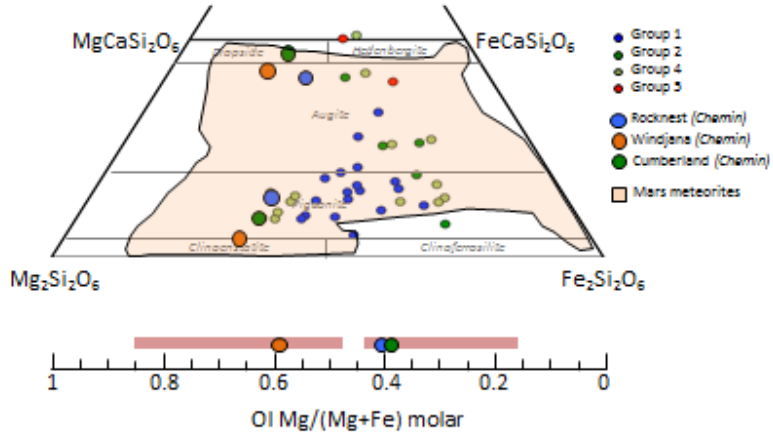 MgCaSi₂O₆
FeCaSi₂O₆
Diopside
Hedenbergite
Augite
Pigeonite
Clinoenstatite
Clinoferrosilite
Mg₂Si₂O₆
Fe₂Si₂O₆
Group 1
Group 2
Group 4
Group 3
Rocknest (Chemin)
Windjana (Chemin)
Cumberland (Chemin)
Mars meteorites
1 0.8 0.6 0.4 0.2 0
Ol Mg/(Mg+Fe) molar